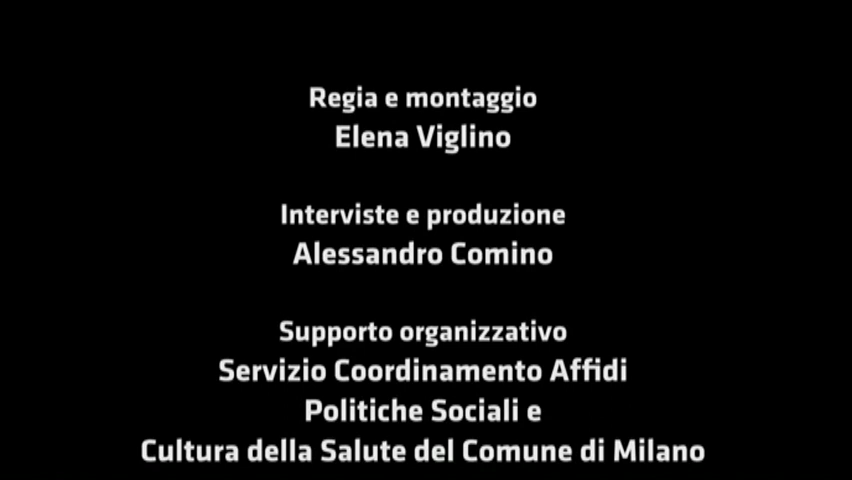 Regia e montaggio
Elena Viglino
Interviste e produzione
Alessandro Comino
Supporto organizzativo
Servizio Coordinamento Affidi
Politiche Sociali e
Cultura della Salute del Comune di Milano